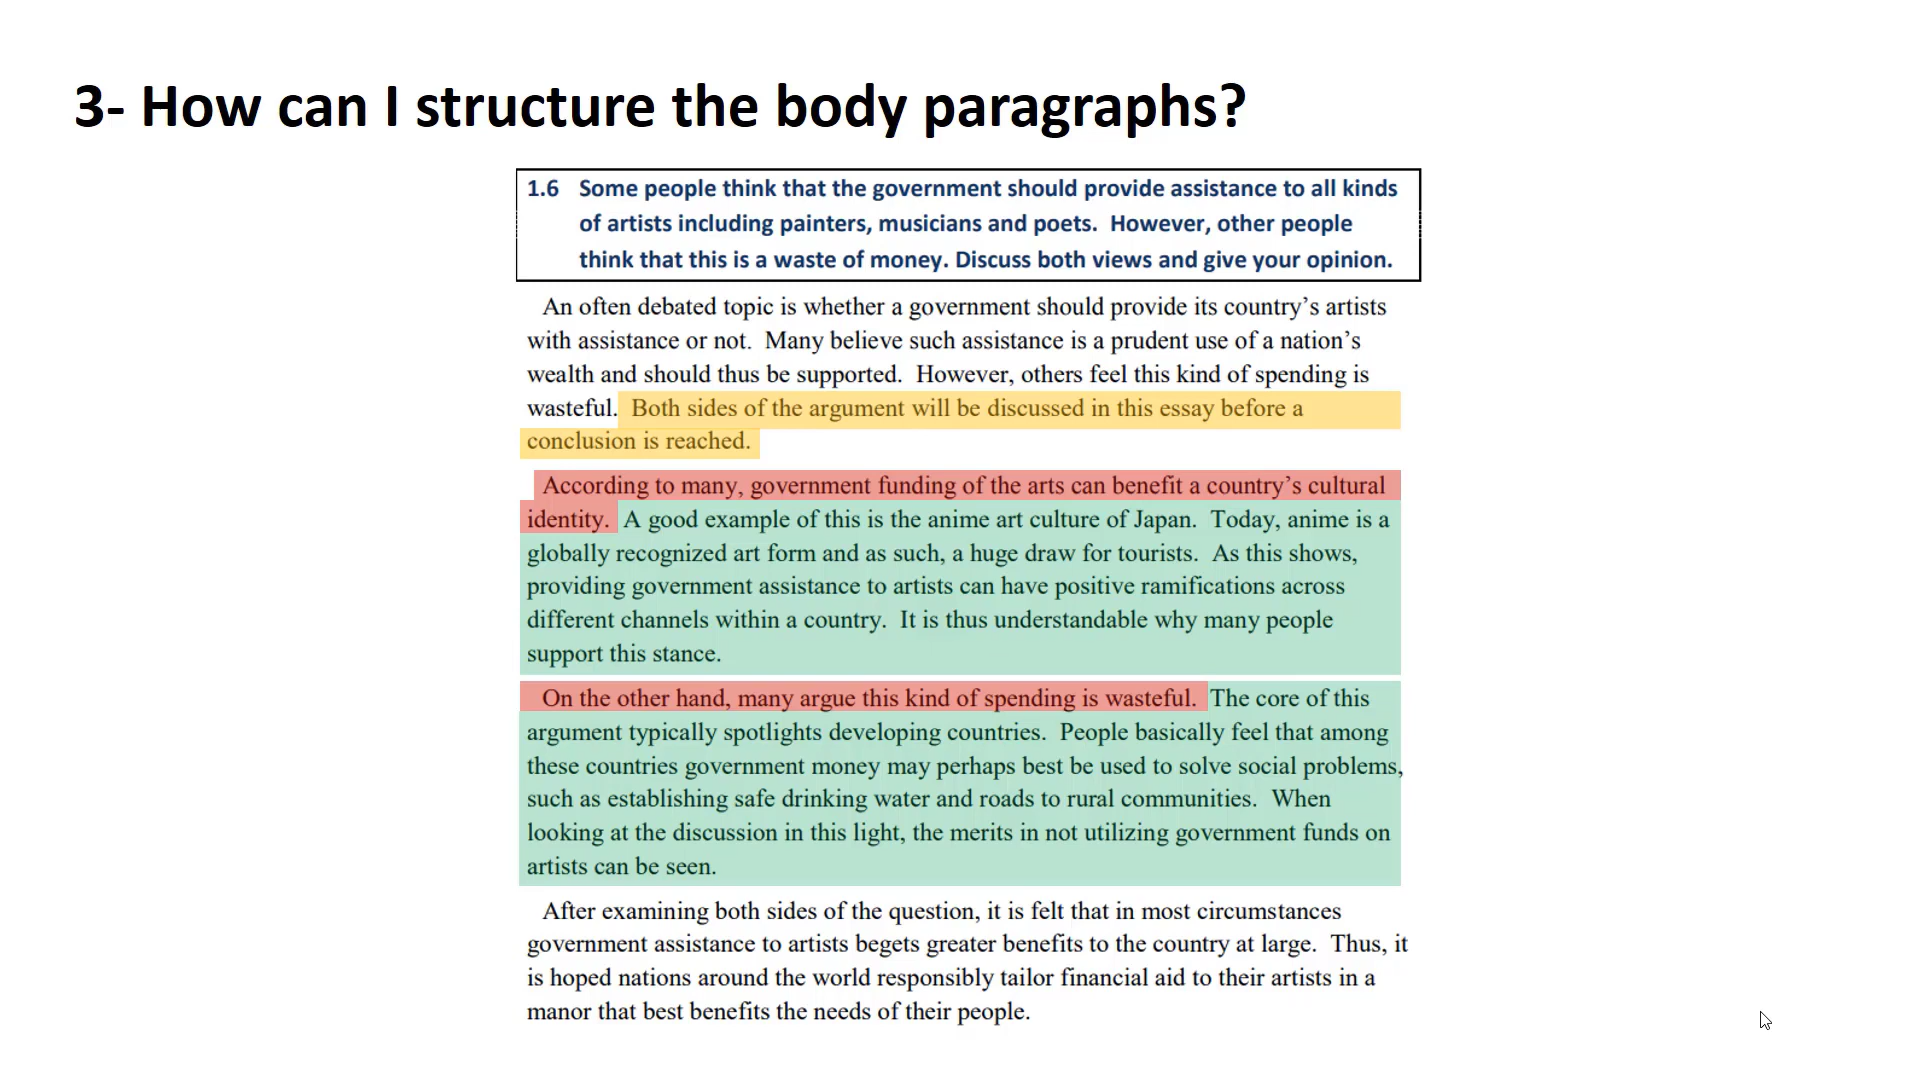 3- How can I structure the body paragraphs?
1.6 Some people think that the government should provide assistance to all kinds
of artists including painters, musicians and poets. However, other people
think that this is a waste of money. Discuss both views and give your opinion.
An often debated topic is whether a government should provide its country's artists
with assistance or not. Many believe such assistance is a prudent use of a nation's
wealth and should thus be supported. However, others feel this kind of spending is
wasteful. Both sides of the argument will be discussed in this essay before a
conclusion is reached.
According to many, government funding of the arts can benefit a country's cultural
identity. A good example of this is the anime art culture of Japan. Today, anime is a
globally recognized art form and as such, a huge draw for tourists. As this shows,
providing government assistance to artists can have positive ramifications across
different channels within a country. It is thus understandable why many people
support this stance.
On the other hand, many argue this kind of spending is wasteful. The core of this
argument typically spotlights developing countries. People basically feel that among
these countries government money may perhaps best be used to solve social problems,
such as establishing safe drinking water and roads to rural communities. When
looking at the discussion in this light, the merits in not utilizing government funds on
artists can be seen.
After examining both sides of the question, it is felt that in most circumstances
government assistance to artists begets greater benefits to the country at large. Thus, it
is hoped nations around the world responsibly tailor financial aid to their artists in a
manor that best benefits the needs of their people.